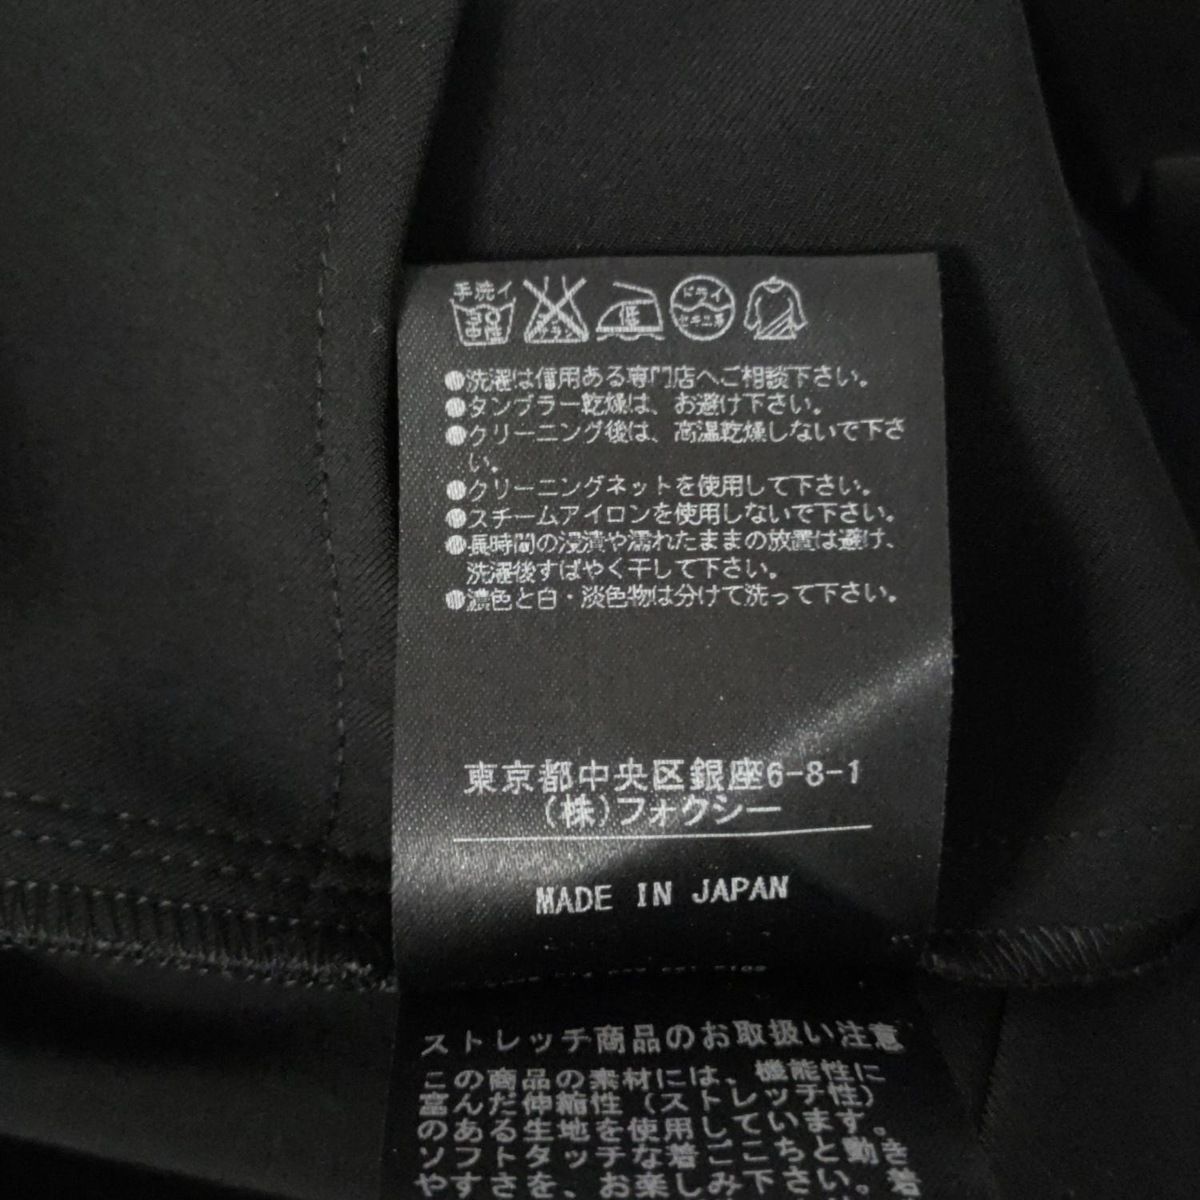 手洗イ
30
中性
エンソ
サラシ
低
ドライ
セキユ系
●洗濯は信用ある専門店へご相談下さい。
●タンブラー乾燥は、お避け下さい。
●クリーニング後は、高温乾燥しないで下さ
い。
●クリーニングネットを使用して下さい。
●スチームアイロンを使用しないで下さい。
●長時間の浸漬や濡れたままの放置は避け、
洗濯後すばやく干して下さい。
●濃色と白・淡色物は分けて洗って下さい。
東京都中央区銀座6-8-1
(株)フォクシー
MADE IN JAPAN
ストレッチ商品のお取扱い注意
この商品の素材には、機能性に
富んだ伸縮性(ストレッチ性)
のある生地を使用しています。
ソフトタッチな着ごこちと動き
やすさを、お楽しみ下さい。着